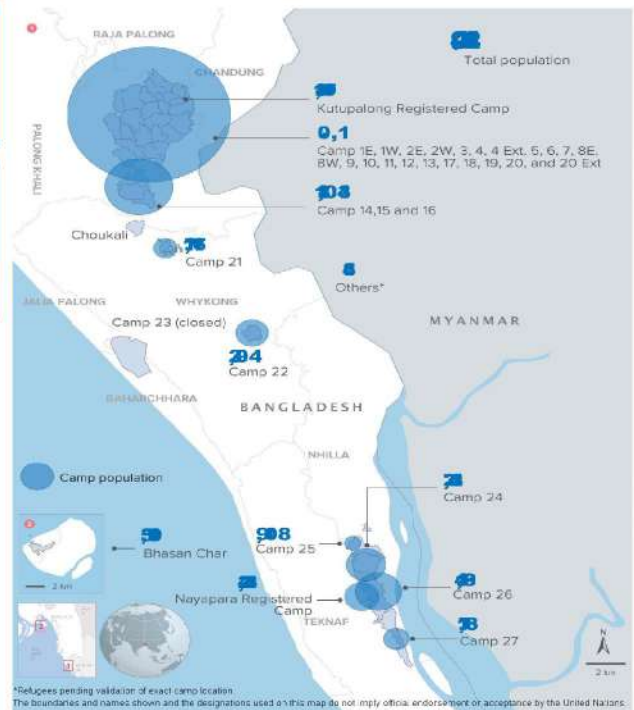 1
RAJA PALONG
Total population
CHANDUNG
Kutupalong Registered Camp
PALONG KHALI
Camp 1E, 1W, 2E, 2W, 3, 4, 4 Ext. 5, 6, 7, 8E,
8W, 9, 10, 11, 12, 13, 17, 18, 19, 20, and 20 Ext
Camp 14,15 and 16
Choukali
Camp 21
Others*
JALIA PALONG
WHYKONG
Camp 23 (closed)
MYANMAR
Camp 22
BAHARCHHARA
BANGLADESH
NHILLA
Camp population
Camp 24
2
Bhasan Char
2 km
Camp 25
Nayapara Registered
Camp
Camp 26
TEKNAF
Camp 27
2
1
N
2 km
*Refugees pending validation of exact camp location
The boundaries and names shown and the designations used on this map do not imply official endorsement or acceptance by the United Nations.